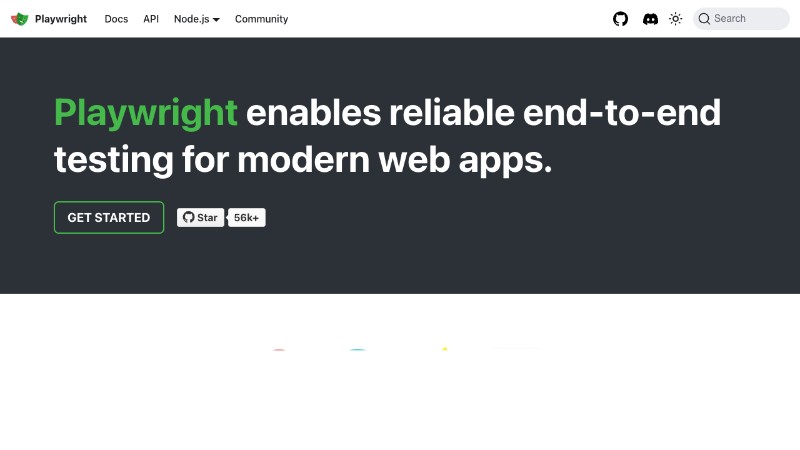 Playwright Docs API Node.js Community Search
Playwright enables reliable end-to-end
testing for modern web apps.
GET STARTED Star 56k+